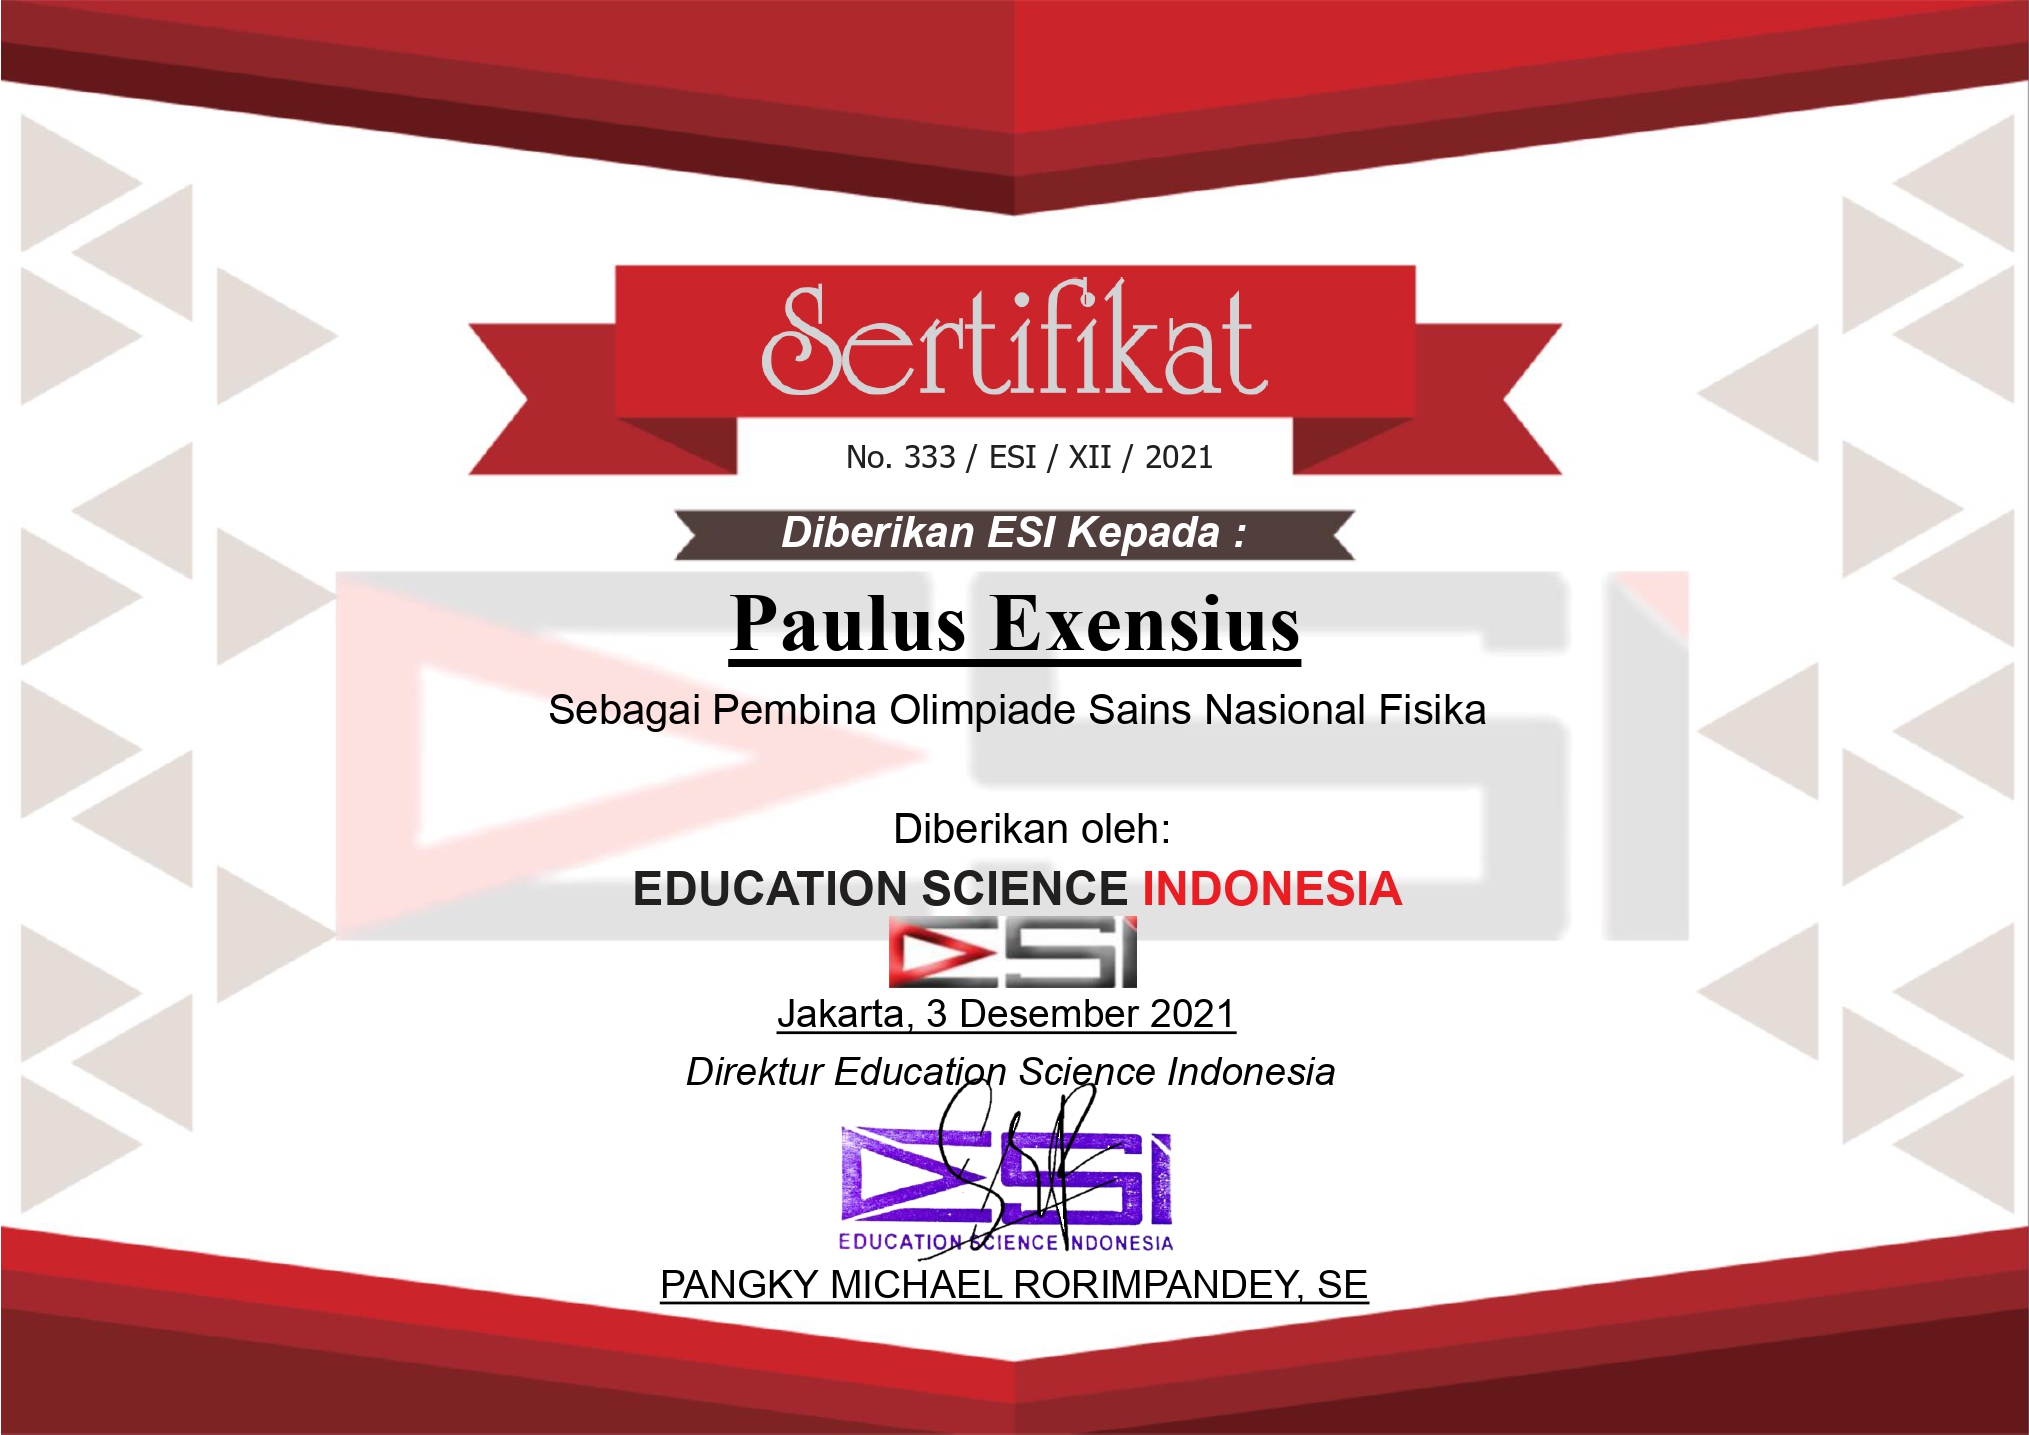 Sertifikat
No. 333 / ESI / XII / 2021
Diberikan ESI Kepada :
Paulus Exensius
Sebagai Pembina Olimpiade Sains Nasional Fisika
Diberikan oleh:
EDUCATION SCIENCE INDONESIA
ESI
Jakarta, 3 Desember 2021
Direktur Education Science Indonesia
ESI
EDUCATION SCIENCE INDONESIA
PANGKY MICHAEL RORIMPANDEY, SE